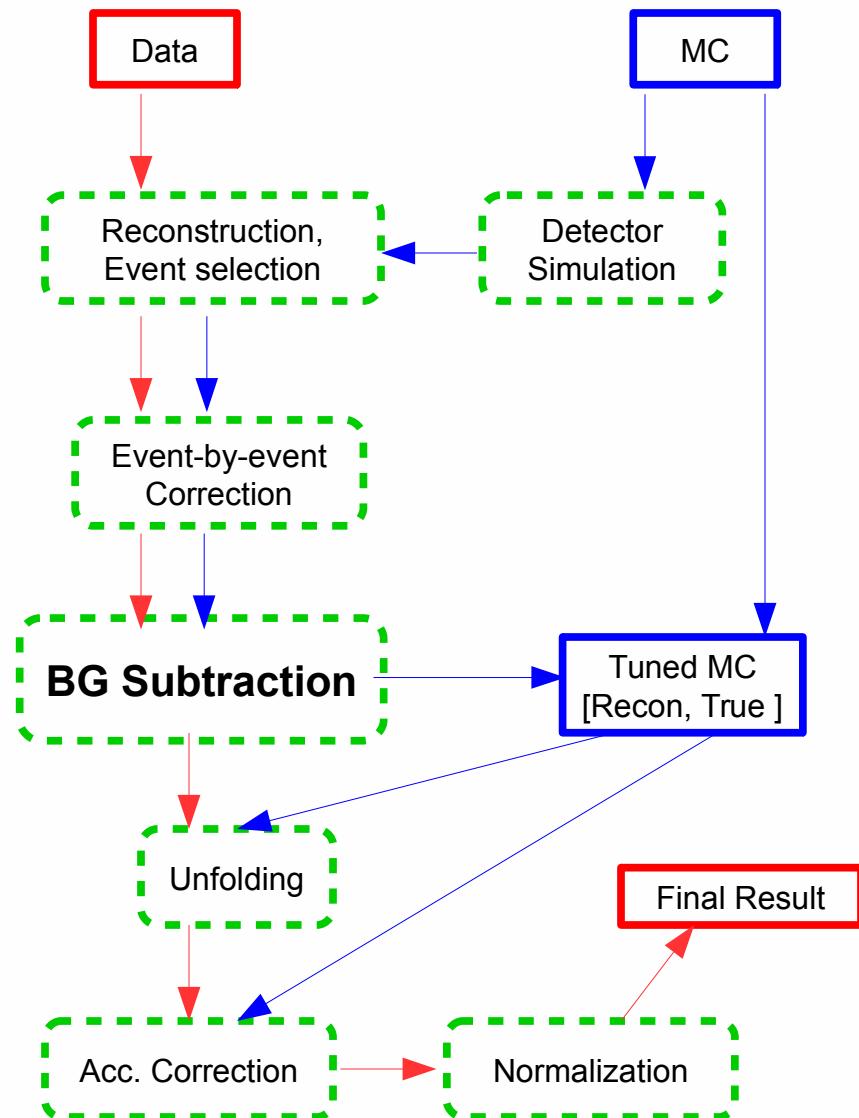 Data
MC
Reconstruction,
Event selection
Detector
Simulation
Event-by-event
Correction
BG Subtraction
Tuned MC
[Recon, True ]
Unfolding
Final Result
Acc. Correction
Normalization